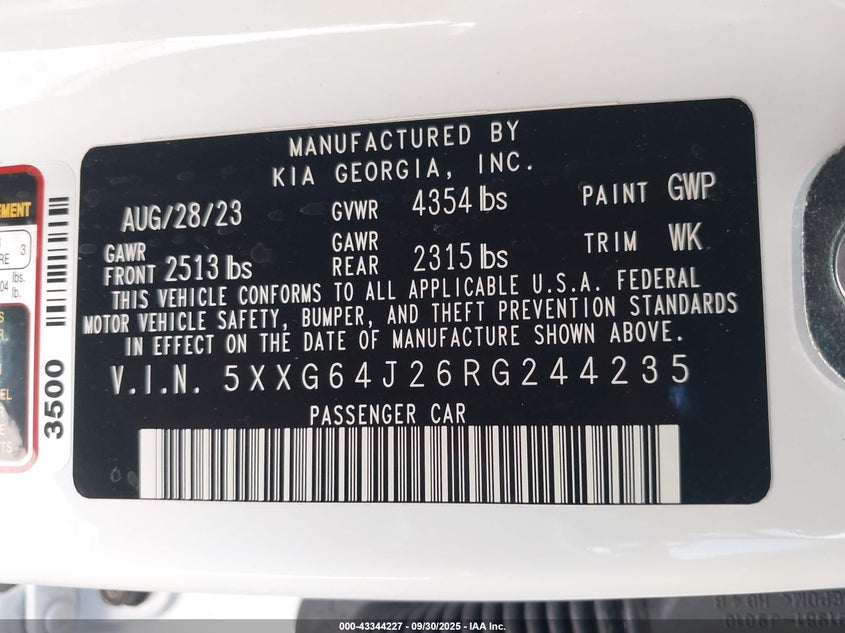 MANUFACTURED BY
KIA GEORGIA, INC.
AUG/28/23 GVWR 4354 lbs PAINT GWP
GAWR FRONT 2513 lbs GAWR REAR 2315 lbs TRIM WK
THIS VEHICLE CONFORMS TO ALL APPLICABLE U.S.A. FEDERAL
MOTOR VEHICLE SAFETY, BUMPER, AND THEFT PREVENTION STANDARDS
IN EFFECT ON THE DATE OF MANUFACTURE SHOWN ABOVE.
V.I.N. 5XXG64J26RG244235
PASSENGER CAR
3500
3
lbs.
lb.
000-43344227 - 09/30/2025 - IAA Inc.